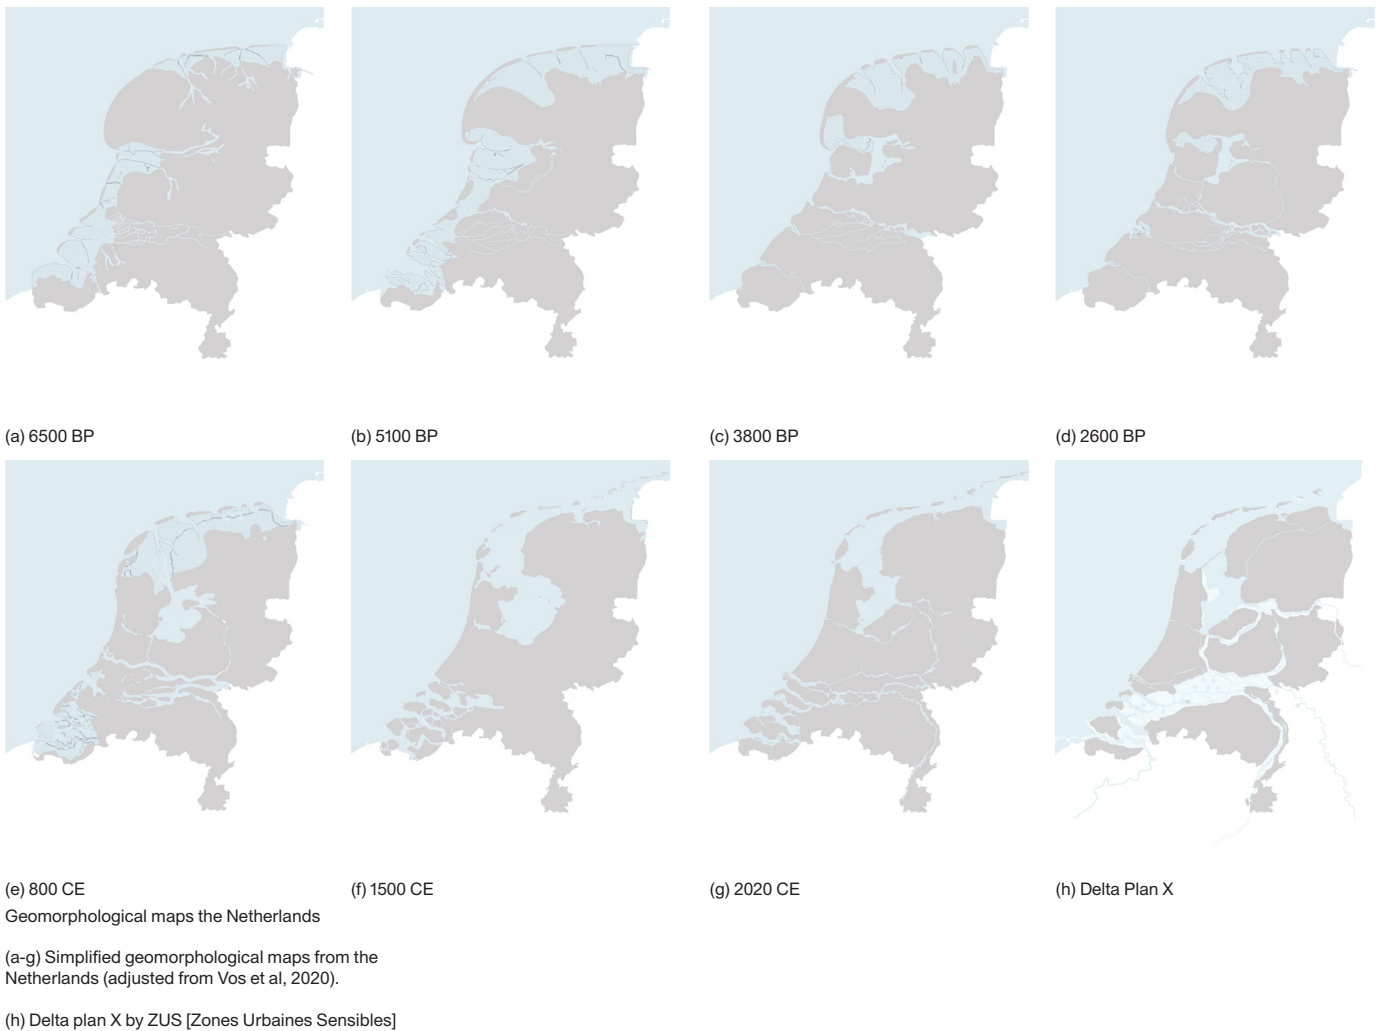 (a) 6500 BP
(b) 5100 BP
(c) 3800 BP
(d) 2600 BP
(e) 800 CE
(f) 1500 CE
(g) 2020 CE
(h) Delta Plan X
Geomorphological maps the Netherlands
(a-g) Simplified geomorphological maps from the
Netherlands (adjusted from Vos et al, 2020).
(h) Delta plan X by ZUS [Zones Urbaines Sensibles]